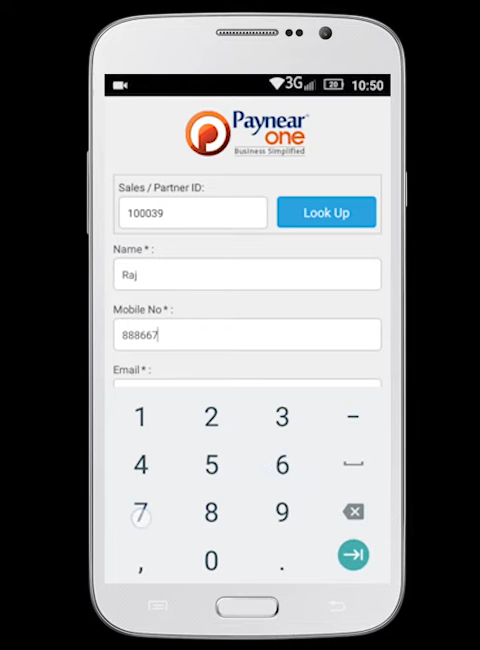 3G 20 10:50
Paynear
one
Business Simplified
Sales / Partner ID:
100039
Look Up
Name * :
Raj
Mobile No * :
888667
Email * :
1 2 3 -
4 5 6
7 8 9
, 0 .